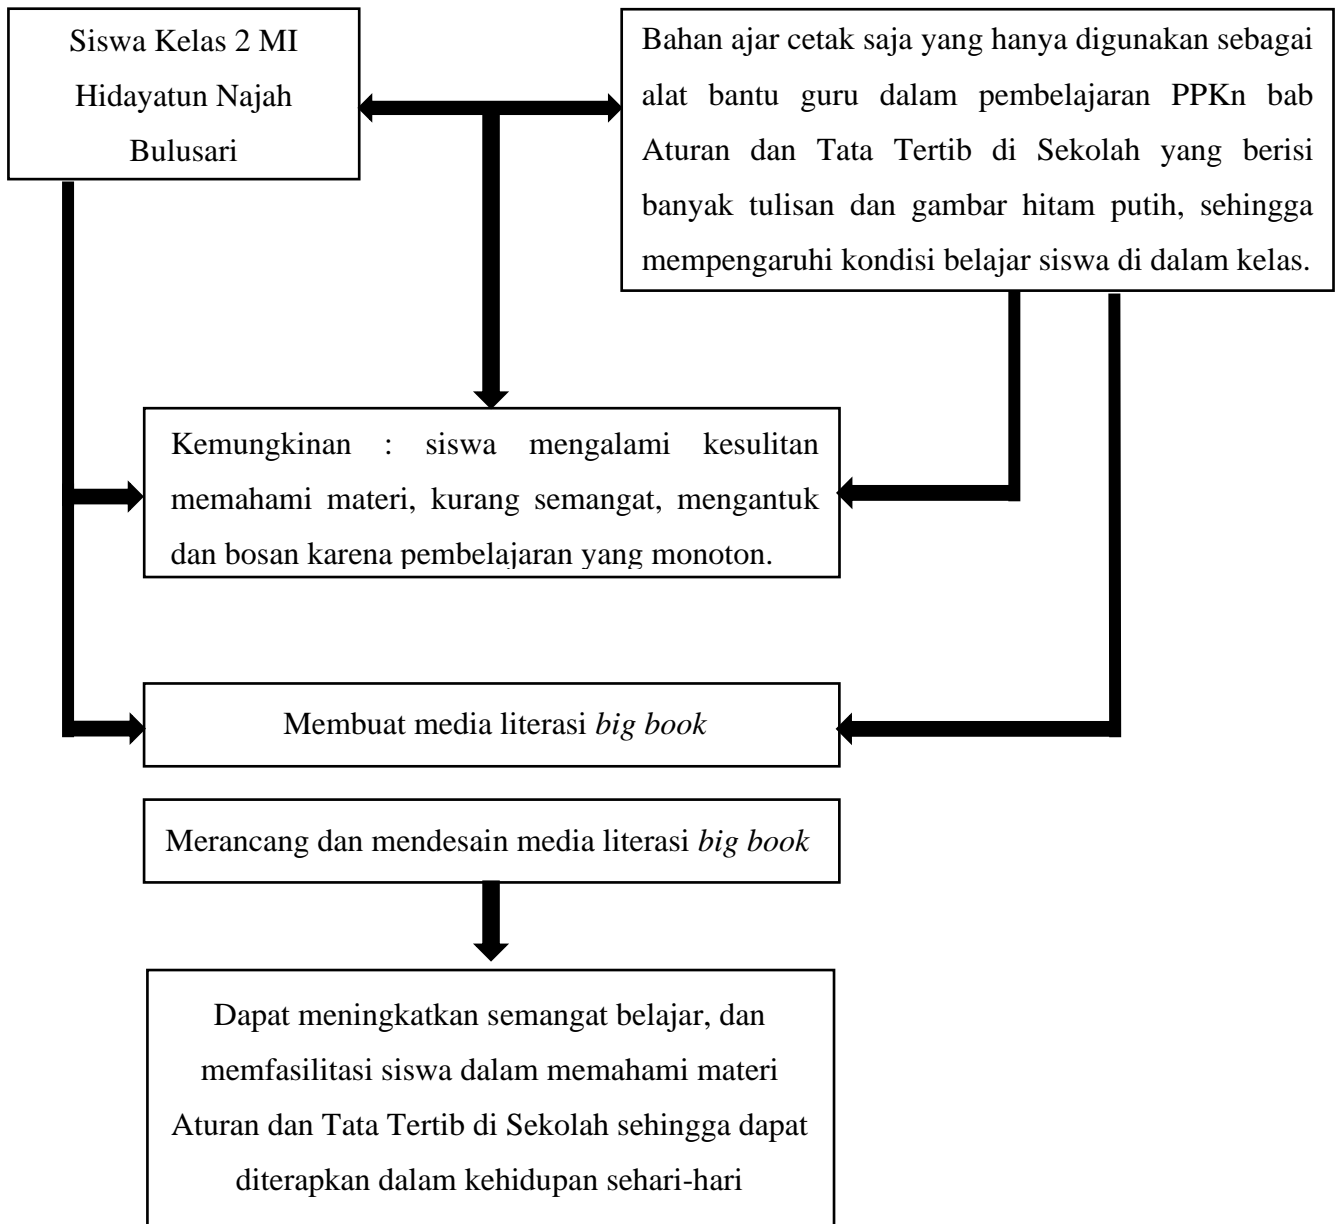 Siswa Kelas 2 MI
Hidayatun Najah
Bulusari
Bahan ajar cetak saja yang hanya digunakan sebagai
alat bantu guru dalam pembelajaran PPKn bab
Aturan dan Tata Tertib di Sekolah yang berisi
banyak tulisan dan gambar hitam putih, sehingga
mempengaruhi kondisi belajar siswa di dalam kelas.
Kemungkinan : siswa mengalami kesulitan
memahami materi, kurang semangat, mengantuk
dan bosan karena pembelajaran yang monoton.
Membuat media literasi big book
Merancang dan mendesain media literasi big book
Dapat meningkatkan semangat belajar, dan
memfasilitasi siswa dalam memahami materi
Aturan dan Tata Tertib di Sekolah sehingga dapat
diterapkan dalam kehidupan sehari-hari